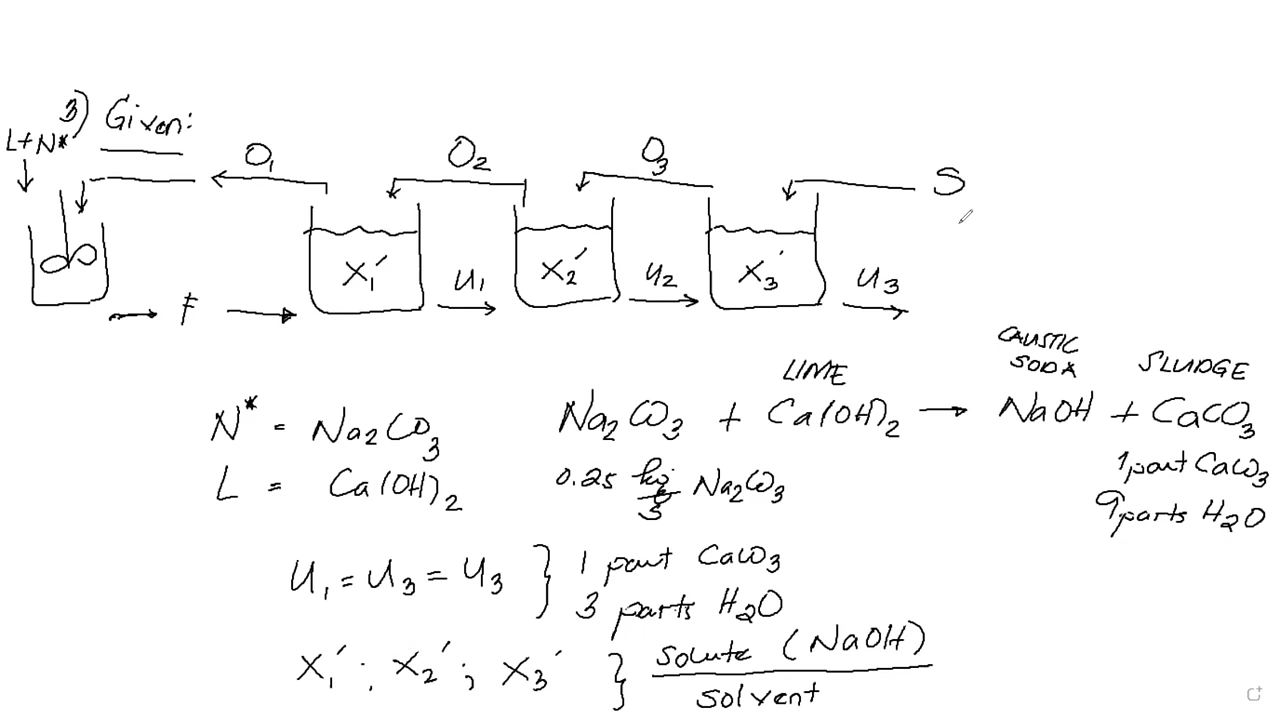 3) Given:
L+N*
O₁ O₂ O₃ S
X₁′ U₁ X₂′ U₂ X₃′ U₃
F
CAUSTIC SODA SLUDGE
LIME
N* = Na₂CO₃ Na₂CO₃ + Ca(OH)₂ → NaOH + CaCO₃
L = Ca(OH)₂ 0.25 kg/s Na₂CO₃ 1 part CaCO₃
9 parts H₂O
U₁ = U₃ = U₃ } 1 part CaCO₃
3 parts H₂O
X₁′ ; X₂′ ; X₃′ } solute (NaOH)
solvent